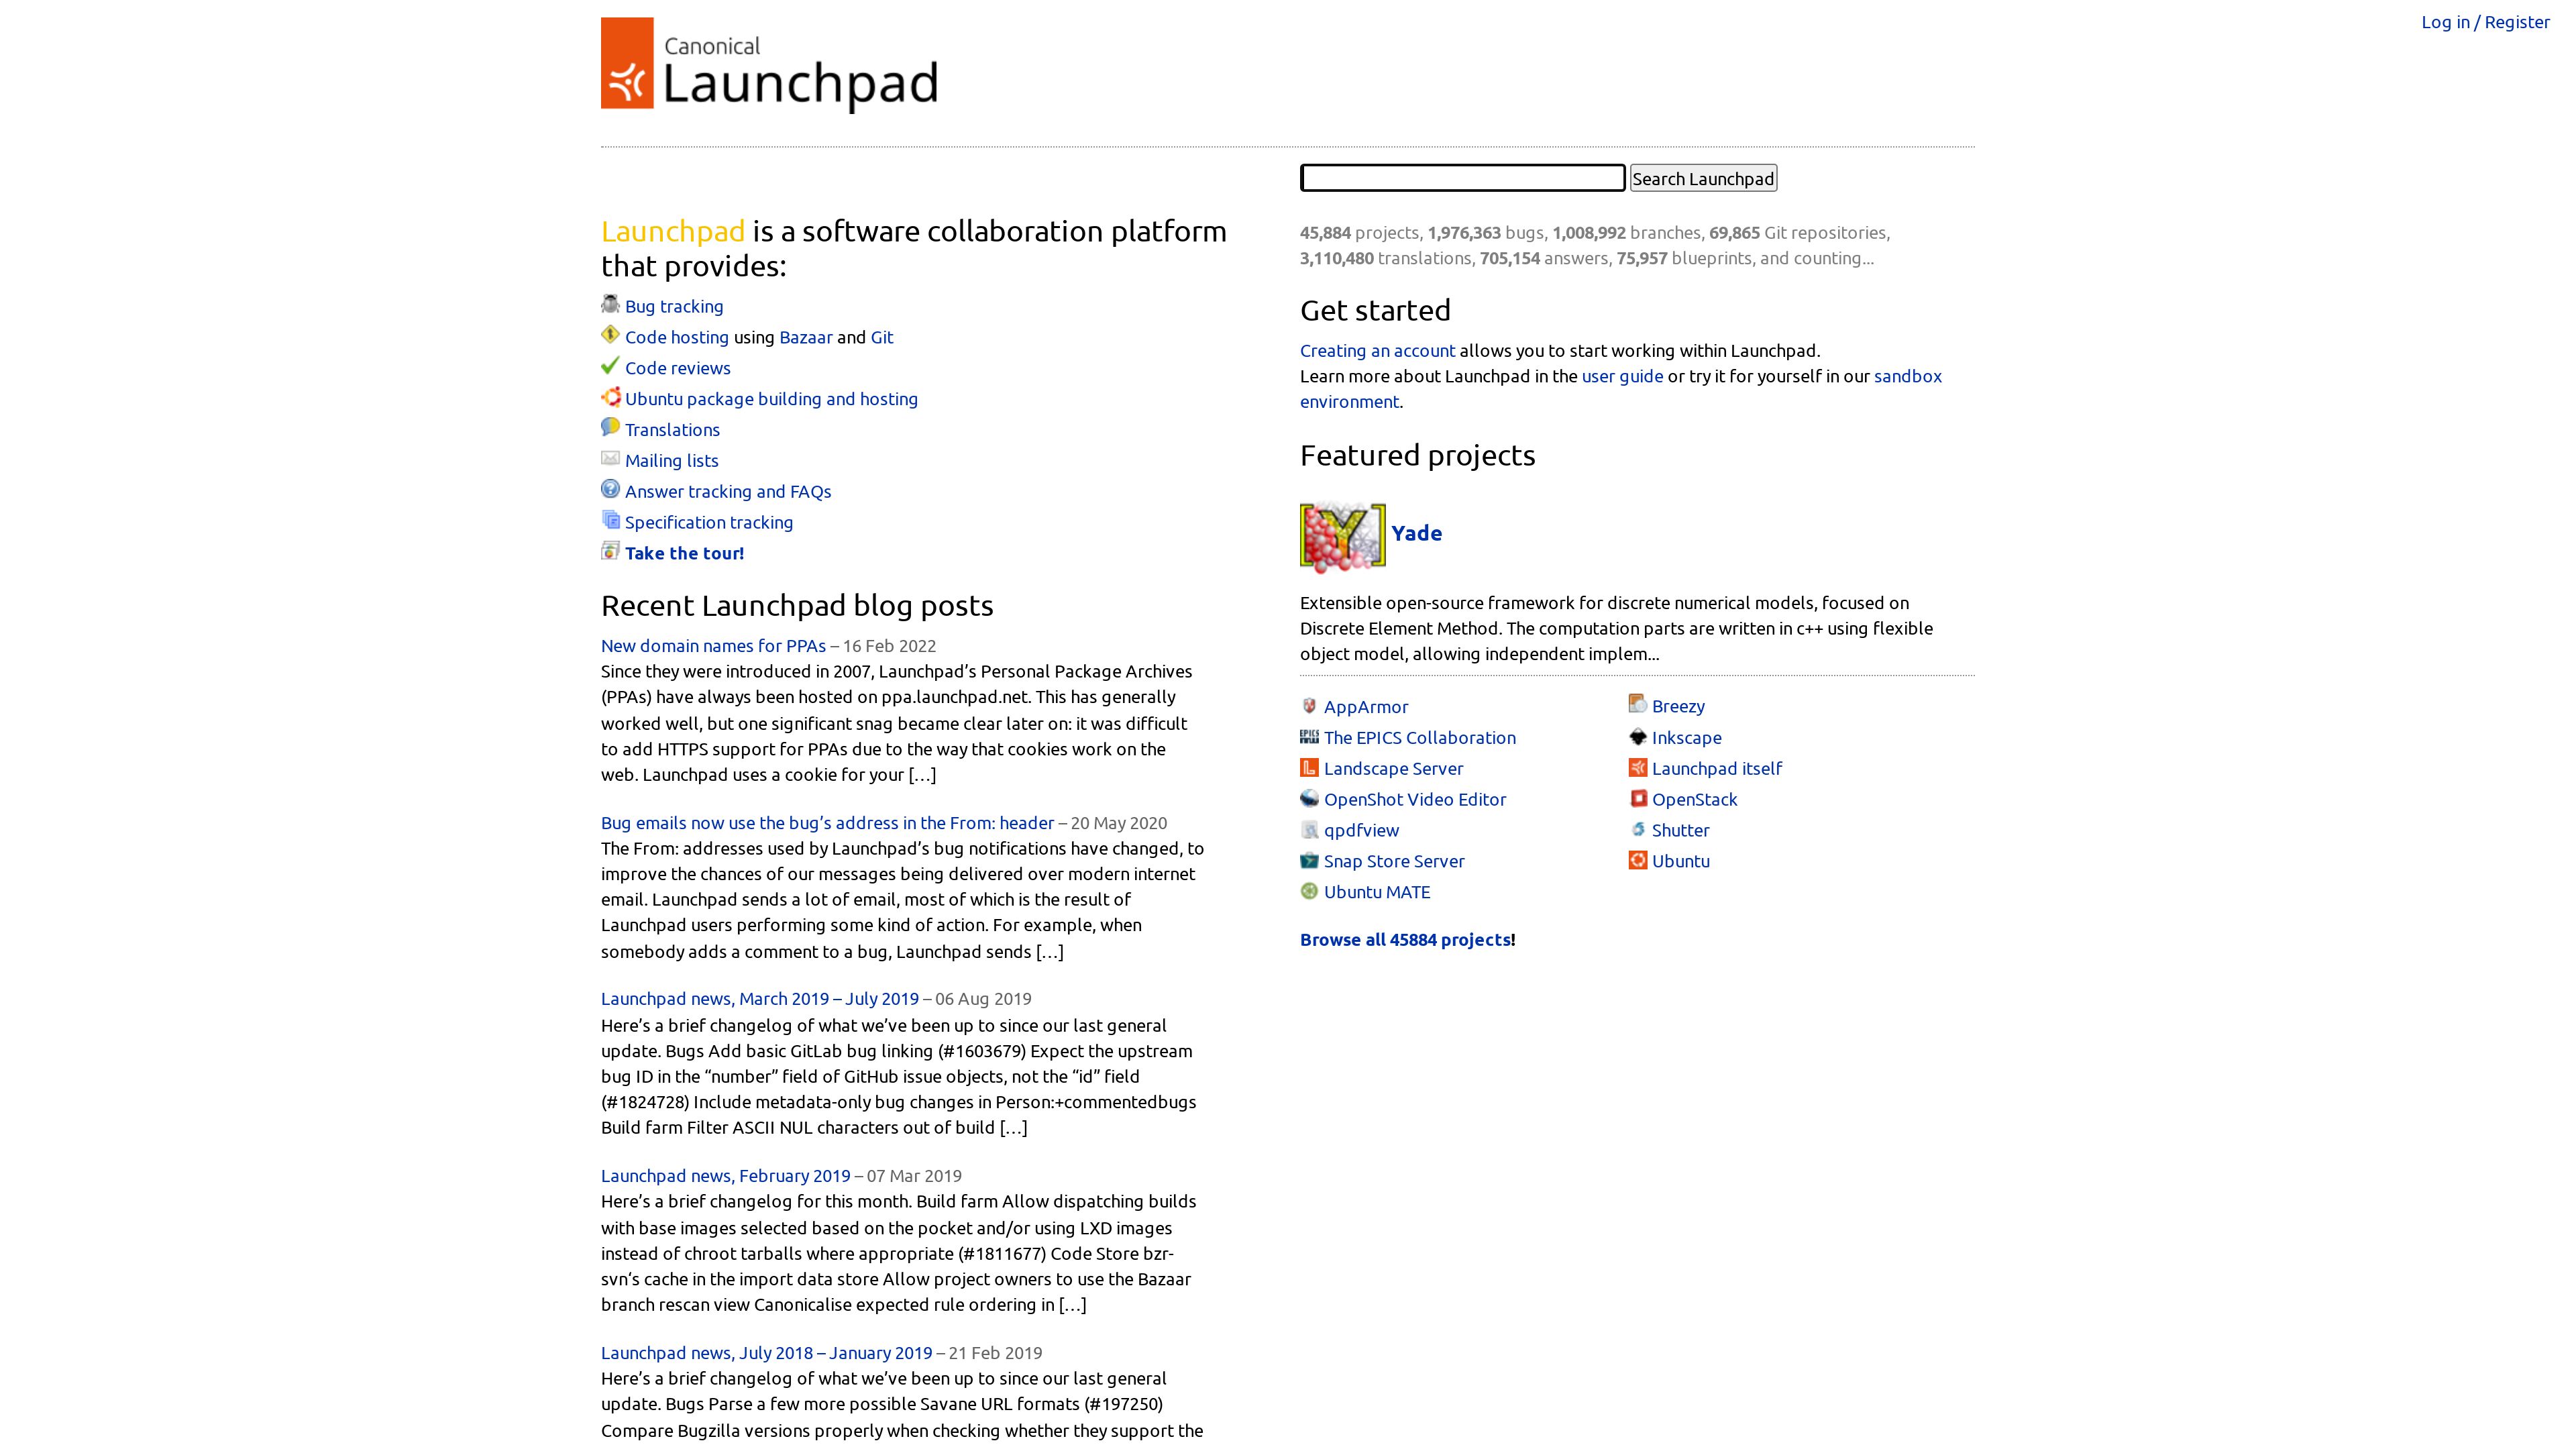 Log in / Register
Canonical
Launchpad
Search Launchpad
Launchpad is a software collaboration platform
that provides:
Bug tracking
Code hosting using Bazaar and Git
Code reviews
Ubuntu package building and hosting
Translations
Mailing lists
Answer tracking and FAQs
Specification tracking
Take the tour!
Recent Launchpad blog posts
New domain names for PPAs – 16 Feb 2022
Since they were introduced in 2007, Launchpad’s Personal Package Archives
(PPAs) have always been hosted on ppa.launchpad.net. This has generally
worked well, but one significant snag became clear later on: it was difficult
to add HTTPS support for PPAs due to the way that cookies work on the
web. Launchpad uses a cookie for your […]
Bug emails now use the bug’s address in the From: header – 20 May 2020
The From: addresses used by Launchpad’s bug notifications have changed, to
improve the chances of our messages being delivered over modern internet
email. Launchpad sends a lot of email, most of which is the result of
Launchpad users performing some kind of action. For example, when
somebody adds a comment to a bug, Launchpad sends […]
Launchpad news, March 2019 – July 2019 – 06 Aug 2019
Here’s a brief changelog of what we’ve been up to since our last general
update. Bugs Add basic GitLab bug linking (#1603679) Expect the upstream
bug ID in the “number” field of GitHub issue objects, not the “id” field
(#1824728) Include metadata-only bug changes in Person:+commentedbugs
Build farm Filter ASCII NUL characters out of build […]
Launchpad news, February 2019 – 07 Mar 2019
Here’s a brief changelog for this month. Build farm Allow dispatching builds
with base images selected based on the pocket and/or using LXD images
instead of chroot tarballs where appropriate (#1811677) Code Store bzr-
svn‘s cache in the import data store Allow project owners to use the Bazaar
branch rescan view Canonicalise expected rule ordering in […]
Launchpad news, July 2018 – January 2019 – 21 Feb 2019
Here’s a brief changelog of what we’ve been up to since our last general
update. Bugs Parse a few more possible Savane URL formats (#197250)
Compare Bugzilla versions properly when checking whether they support the
45,884 projects, 1,976,363 bugs, 1,008,992 branches, 69,865 Git repositories,
3,110,480 translations, 705,154 answers, 75,957 blueprints, and counting...
Get started
Creating an account allows you to start working within Launchpad.
Learn more about Launchpad in the user guide or try it for yourself in our sandbox
environment.
Featured projects
Yade
Extensible open-source framework for discrete numerical models, focused on
Discrete Element Method. The computation parts are written in c++ using flexible
object model, allowing independent implem...
AppArmor
The EPICS Collaboration
Landscape Server
OpenShot Video Editor
qpdfview
Snap Store Server
Ubuntu MATE
Breezy
Inkscape
Launchpad itself
OpenStack
Shutter
Ubuntu
Browse all 45884 projects!